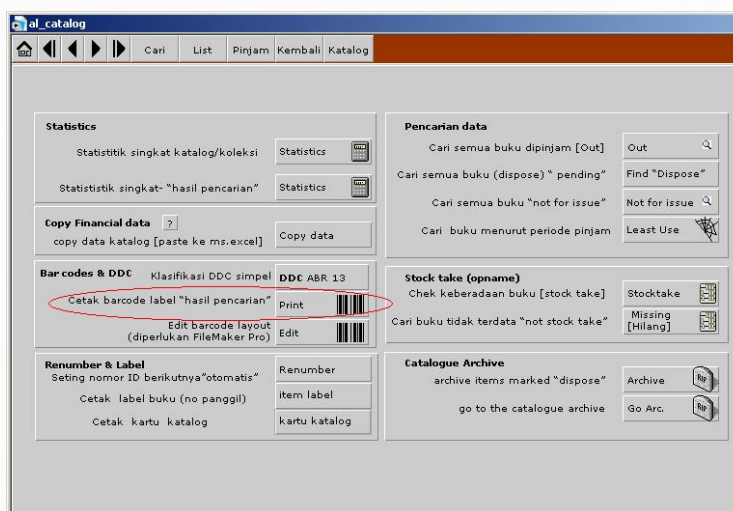 al_catalog
Cari List Pinjam Kembali Katalog
Statistics
Statistitik singkat katalog/koleksi Statistics
Statististik singkat- "hasil pencarian" Statistics
Copy Financial data ?
copy data katalog [paste ke ms.excel] Copy data
Bar codes & DDC Klasifikasi DDC simpel DDC ABR 13
Cetak barcode label "hasil pencarian" Print
Edit barcode layout
(diperlukan FileMaker Pro) Edit
Renumber & Label
Seting nomor ID berikutnya"otomatis" Renumber
Cetak label buku (no panggil) item label
Cetak kartu katalog kartu katalog
Pencarian data
Cari semua buku dipinjam [Out] Out
Cari semua buku (dispose) " pending" Find "Dispose"
Cari semua buku "not for issue" Not for issue
Cari buku menurut periode pinjam Least Use
Stock take (opname)
Chek keberadaan buku [stock take] Stocktake
Cari buku tidak terdata "not stock take" Missing
[Hilang]
Catalogue Archive
archive items marked "dispose" Archive
go to the catalogue archive Go Arc.